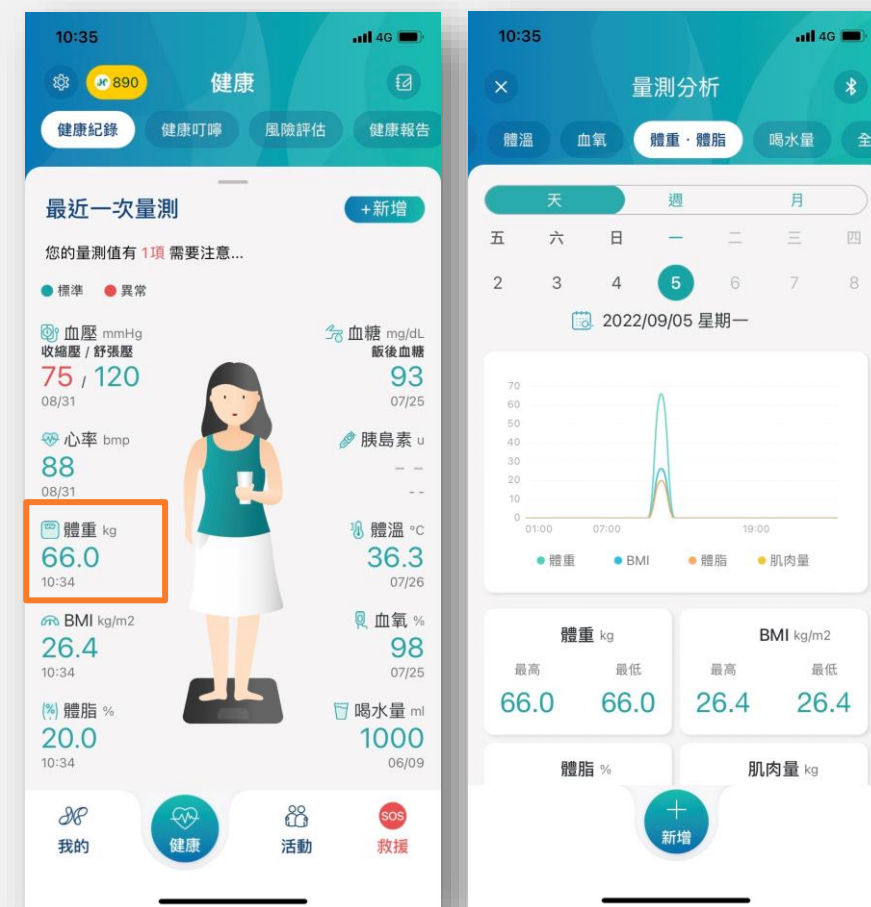 10:35
4G
890
健康
健康紀錄 健康叮嚀 風險評估 健康報告
最近一次量測
+新增
您的量測值有 1項 需要注意...
標準 異常
血壓 mmHg
收縮壓 / 舒張壓
75 / 120
08/31
心率 bmp
88
08/31
體重 kg
66.0
10:34
BMI kg/m2
26.4
10:34
(%) 體脂 %
20.0
10:34
血糖 mg/dL
飯後血糖
93
07/25
胰島素 u
- -
- -
體溫 °C
36.3
07/26
血氧 %
98
07/25
喝水量 ml
1000
06/09
我的 健康 活動 SOS 救援
10:35
4G
×
量測分析
體溫 血氧 體重・體脂 喝水量 全
天 週 月
五 六 日 一 二 三 四
2 3 4 5 6 7 8
2022/09/05 星期一
70
60
50
40
30
20
10
0
01:00 07:00 19:00
體重 BMI 體脂 肌肉量
體重 kg
最高 最低
66.0 66.0
BMI kg/m2
最高 最低
26.4 26.4
體脂 %
肌肉量 kg
+
新增